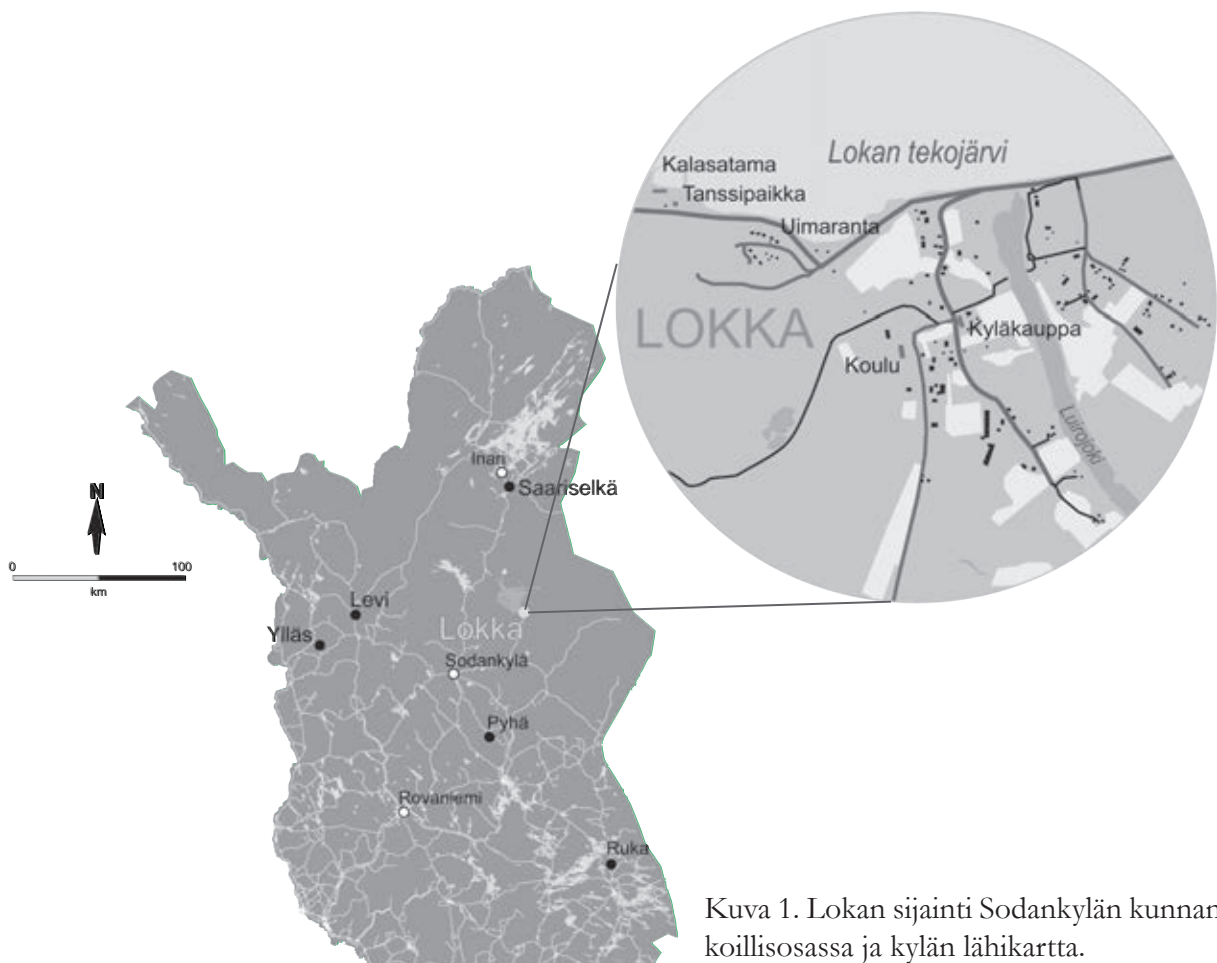 Lokan tekojärvi
Kalasatama
Tanssipaikka
Uimaranta
LOKKA
Kyläkauppa
Koulu
Luirojoki
Inari
Saariselkä
N
0 100
km
Levi
Lokka
Ylläs
Sodankylä
Pyhä
Rovaniemi
Ruka
Kuva 1. Lokan sijainti Sodankylän kunnan
koillisosassa ja kylän lähikartta.